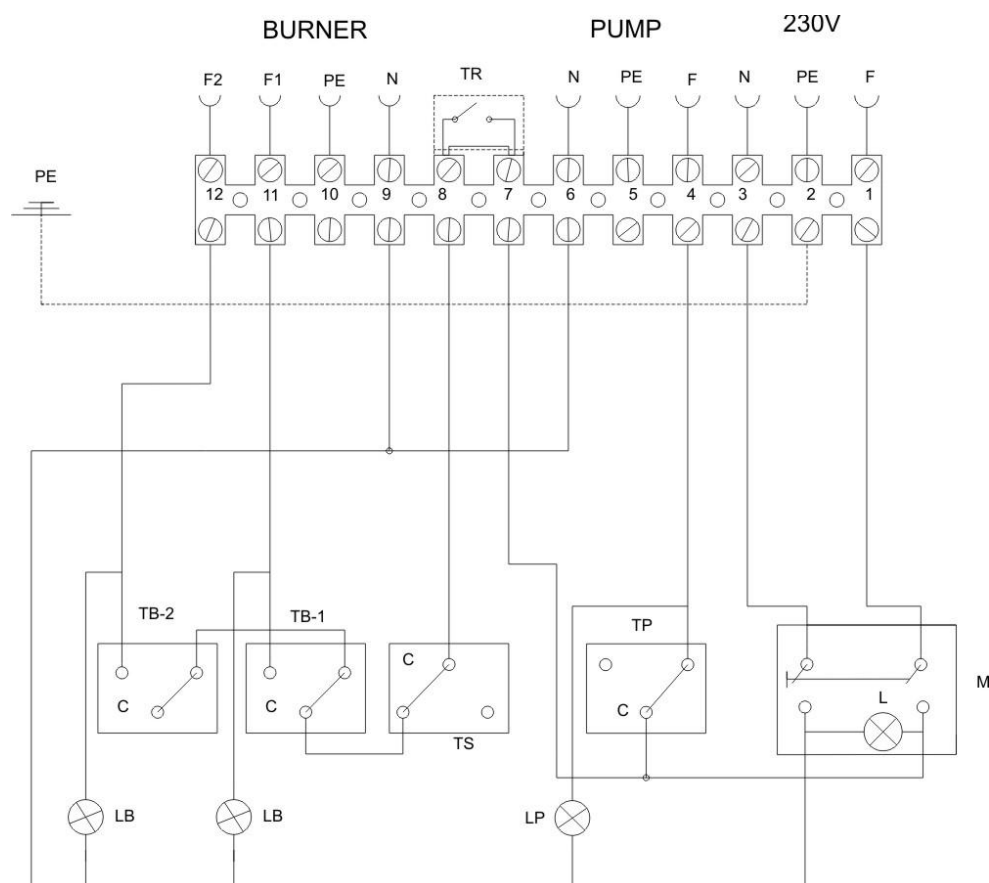 BURNER PUMP 230V
F2 F1 PE N TR N PE F N PE F
PE 12 11 10 9 8 7 6 5 4 3 2 1
TB-2 TB-1 TP
C C C C L M
TS
LB LB LP